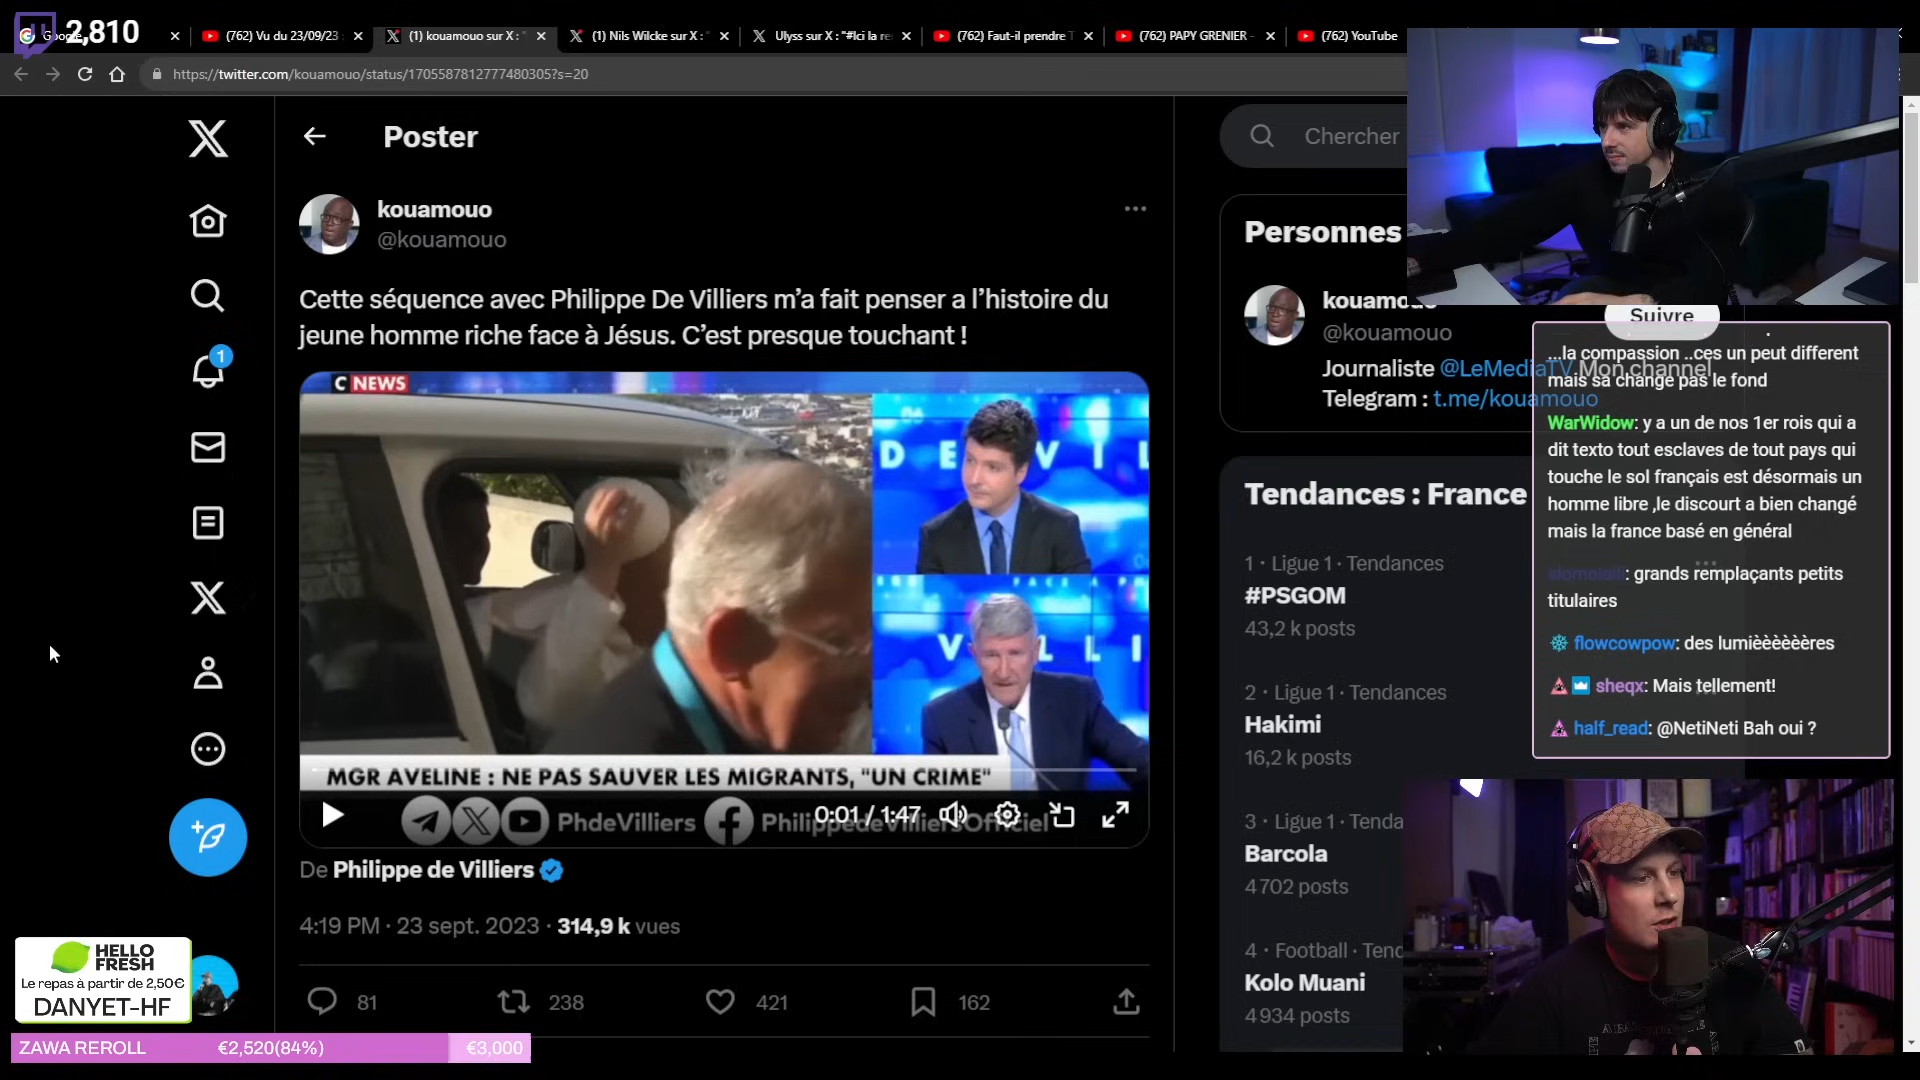 2,810
(762) Vu du 23/09/23
(1) kouamouo sur X : "
(1) Nils Wilcke sur X : "
Ulyss sur X : "#Ici la re
(762) Faut-il prendre T
(762) PAPY GRENIER -
(762) YouTube
https://twitter.com/kouamouo/status/1705587812777480305?s=20
Poster
Chercher
kouamouo
@kouamouo
Cette séquence avec Philippe De Villiers m'a fait penser a l'histoire du
jeune homme riche face à Jésus. C'est presque touchant !
C NEWS
MGR AVELINE : NE PAS SAUVER LES MIGRANTS, "UN CRIME"
PhdeVilliers
PhilippedeVilliersOfficiel
0:01 / 1:47
De Philippe de Villiers
4:19 PM · 23 sept. 2023 · 314,9 k vues
81
238
421
162
1
Personnes
kouamouo
@kouamouo
Suivre
Journaliste @LeMediaTV Mon channel
Telegram : t.me/kouamouo
Tendances : France
1 · Ligue 1 · Tendances
#PSGOM
43,2 k posts
2 · Ligue 1 · Tendances
Hakimi
16,2 k posts
3 · Ligue 1 · Tenda
Barcola
4 702 posts
4 · Football · Tend
Kolo Muani
4 934 posts
...la compassion ..ces un peut different
mais sa change pas le fond
WarWidow: y a un de nos 1er rois qui a
dit texto tout esclaves de tout pays qui
touche le sol français est désormais un
homme libre ,le discourt a bien changé
mais la france basé en général
: grands remplaçants petits
titulaires
flowcowpow: des lumièèèèèères
sheqx: Mais tellement!
half_read: @NetiNeti Bah oui ?
HELLO
FRESH
Le repas à partir de 2,50€
DANYET-HF
ZAWA REROLL €2,520(84%) €3,000